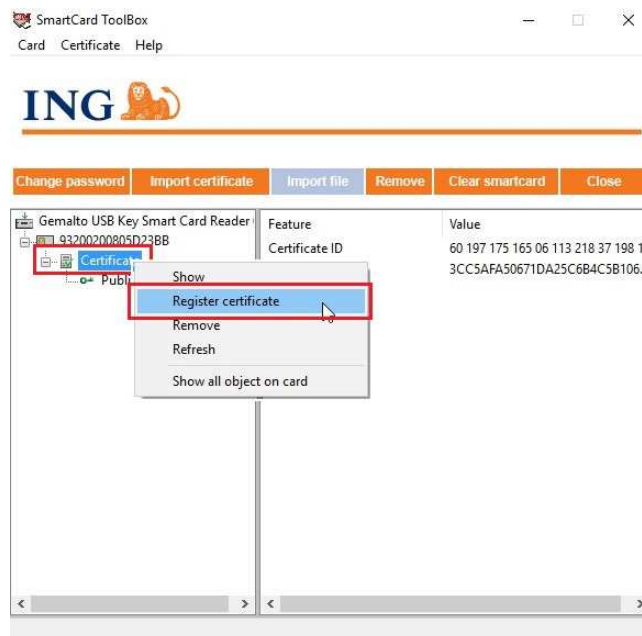 SmartCard ToolBox
Card Certificate Help
ING
Change password Import certificate Import file Remove Clear smartcard Close
Gemalto USB Key Smart Card Reader
93200200805D23BB
Certificate
Publi
Feature Value
Certificate ID 60 197 175 165 06 113 218 37 198 1
3CC5AFA50671DA25C6B4C5B106.
Show
Register certificate
Remove
Refresh
Show all object on card